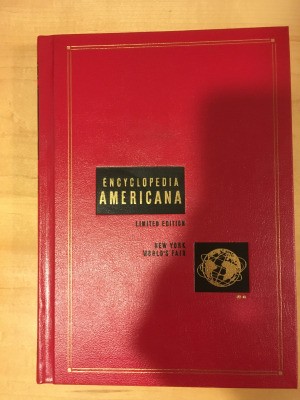 ENCYCLOPEDIA
AMERICANA
LIMITED EDITION
NEW YORK
WORLD'S FAIR